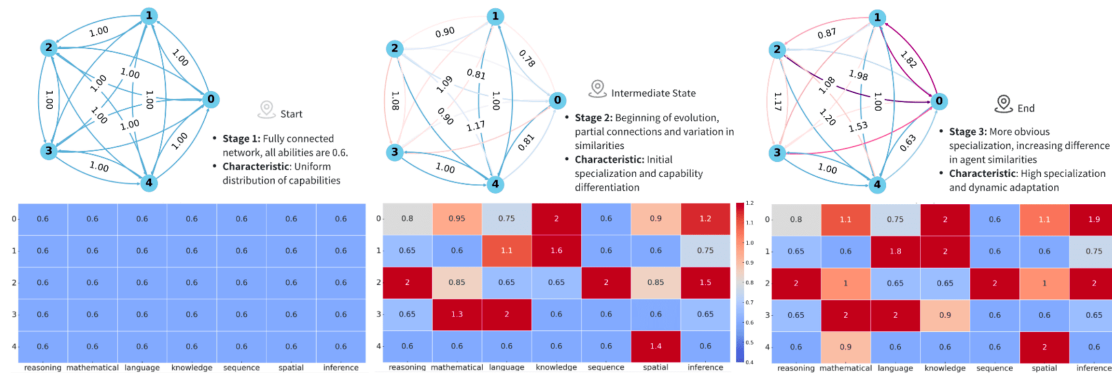 1
2
0
3
4
1.00
1.00
1.00
1.00
1.00
1.00
1.00
1.00
1.00
1.00
Start
• Stage 1: Fully connected
network, all abilities are 0.6.
• Characteristic: Uniform
distribution of capabilities
1
2
0
3
4
0.90
0.78
0.81
1.09
1.08
1.00
0.90
1.17
0.81
1.00
Intermediate State
• Stage 2: Beginning of evolution,
partial connections and variation in
similarities
• Characteristic: Initial
specialization and capability
differentiation
1
2
0
3
4
0.87
1.82
1.98
1.08
1.17
1.00
1.20
1.53
0.63
1.00
End
• Stage 3: More obvious
specialization, increasing difference
in agent similarities
• Characteristic: High specialization
and dynamic adaptation
0 0.6 0.6 0.6 0.6 0.6 0.6 0.6
1 0.6 0.6 0.6 0.6 0.6 0.6 0.6
2 0.6 0.6 0.6 0.6 0.6 0.6 0.6
3 0.6 0.6 0.6 0.6 0.6 0.6 0.6
4 0.6 0.6 0.6 0.6 0.6 0.6 0.6
reasoning mathematical language knowledge sequence spatial inference
0 0.8 0.95 0.75 2 0.6 0.9 1.2
1 0.65 0.6 1.1 1.6 0.6 0.6 0.75
2 2 0.85 0.65 0.65 2 0.85 1.5
3 0.65 1.3 2 0.6 0.6 0.6 0.65
4 0.6 0.6 0.6 0.6 0.6 1.4 0.6
reasoning mathematical language knowledge sequence spatial inference
1.2
1.1
1.0
0.9
0.8
0.7
0.6
0.5
0.4
0 0.8 1.1 0.75 2 0.6 1.1 1.9
1 0.65 0.6 1.8 2 0.6 0.6 0.75
2 2 1 0.65 0.65 2 1 2
3 0.65 2 2 0.9 0.6 0.6 0.65
4 0.6 0.9 0.6 0.6 0.6 2 0.6
reasoning mathematical language knowledge sequence spatial inference